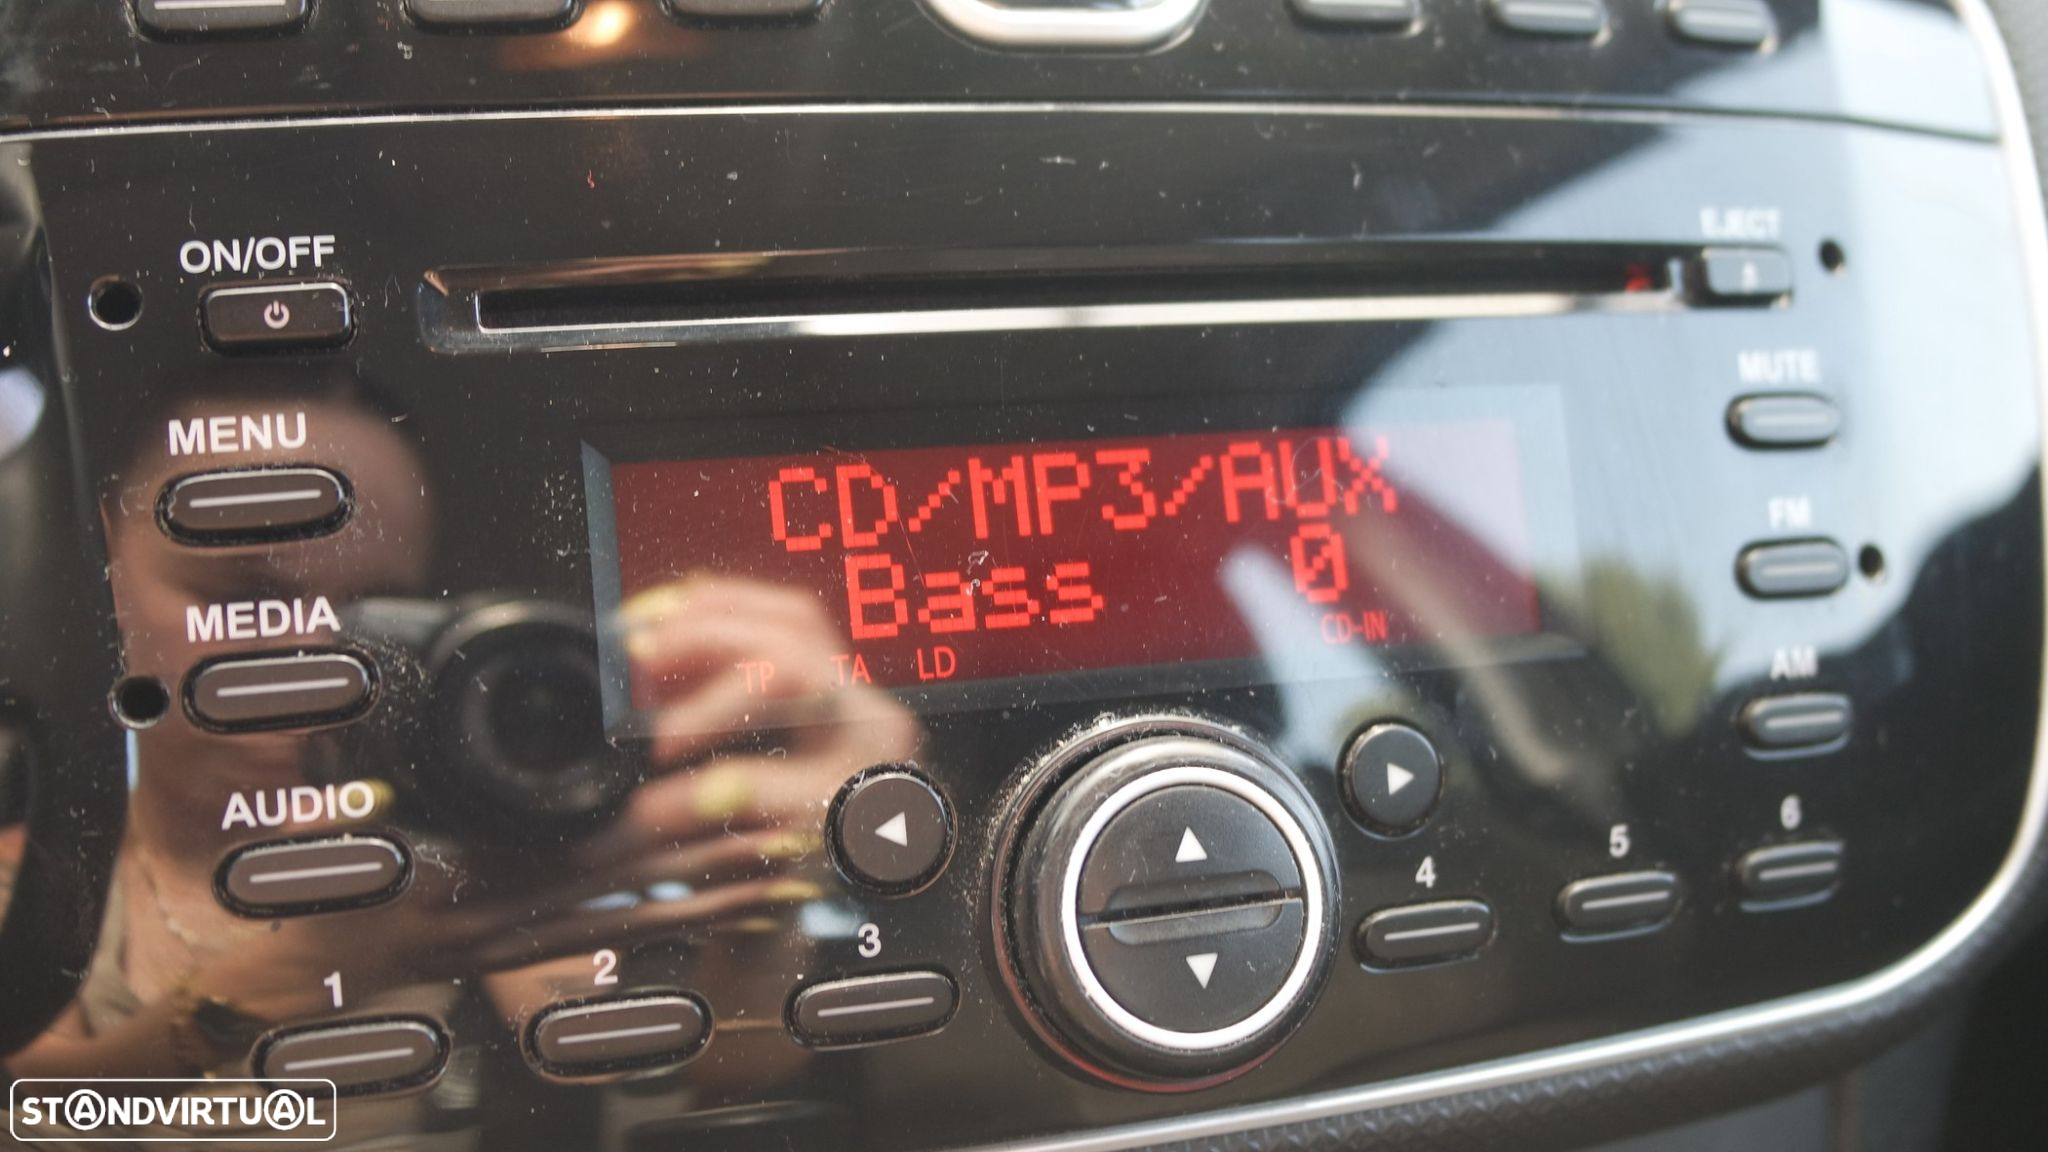 ON/OFF
EJECT
MENU
MUTE
CD/MP3/AUX
Bass 0
FM
CD-IN
MEDIA
TP TA LD
AM
AUDIO
1
2
3
4
5
6
STANDVIRTUAL